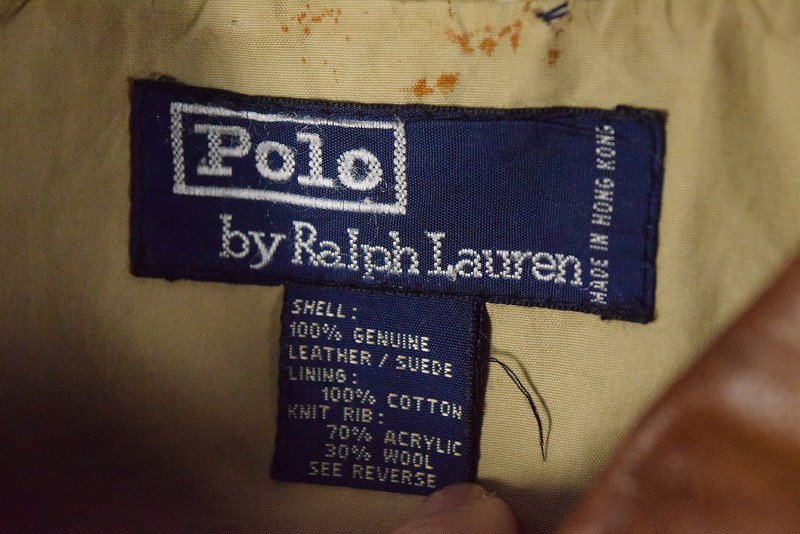 Polo
by Ralph Lauren
MADE IN HONG KONG
SHELL:
100% GENUINE
LEATHER / SUEDE
LINING:
100% COTTON
KNIT RIB:
70% ACRYLIC
30% WOOL
SEE REVERSE